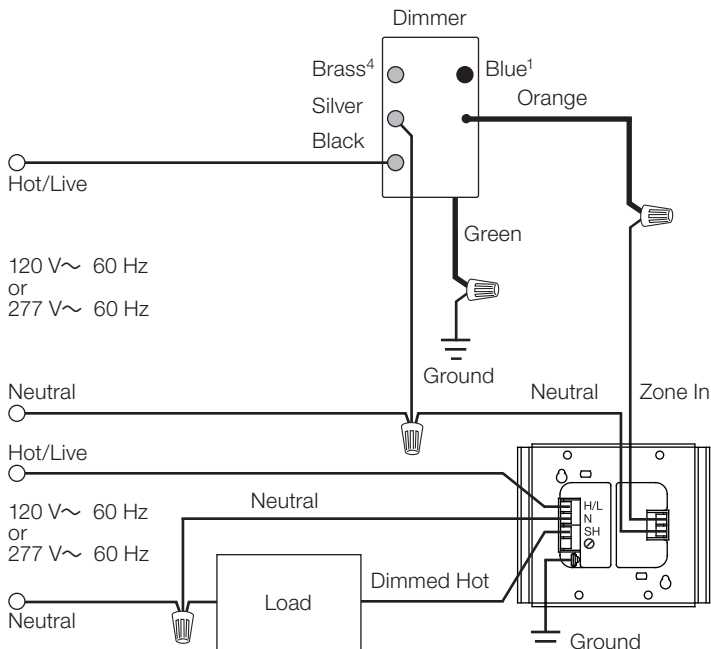 Dimmer
Brass⁴
Blue¹
Orange
Silver
Black
Hot/Live
Green
120 V~ 60 Hz
or
277 V~ 60 Hz
Ground
Neutral
Neutral
Zone In
Hot/Live
Neutral
H/L
N
SH
120 V~ 60 Hz
or
277 V~ 60 Hz
Dimmed Hot
Load
Neutral
Ground